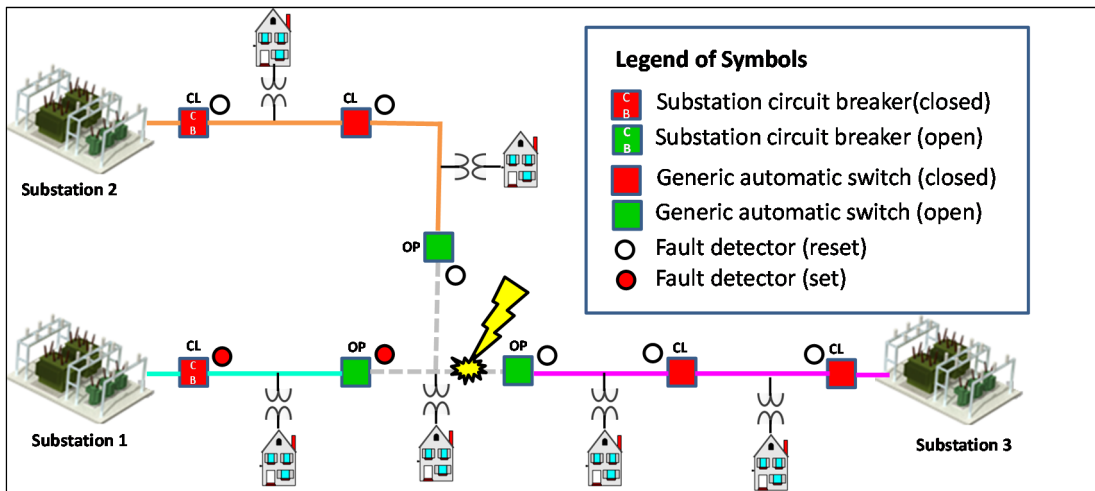 CL
CL
Substation 2
OP
Legend of Symbols
C
B
Substation circuit breaker(closed)
C
B
Substation circuit breaker (open)
Generic automatic switch (closed)
Generic automatic switch (open)
Fault detector (reset)
Fault detector (set)
C
B
CL
OP
OP
CL
CL
C
B
Substation 1
Substation 3